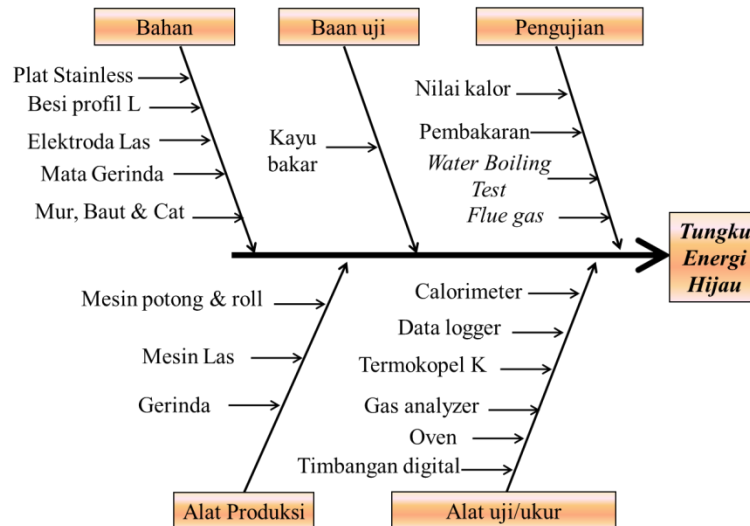 Bahan
Baan uji
Pengujian
Plat Stainless
Besi profil L
Elektroda Las
Mata Gerinda
Mur, Baut & Cat
Kayu
bakar
Nilai kalor
Pembakaran
Water Boiling
Test
Flue gas
Tungku
Energi
Hijau
Mesin potong & roll
Mesin Las
Gerinda
Calorimeter
Data logger
Termokopel K
Gas analyzer
Oven
Timbangan digital
Alat Produksi
Alat uji/ukur